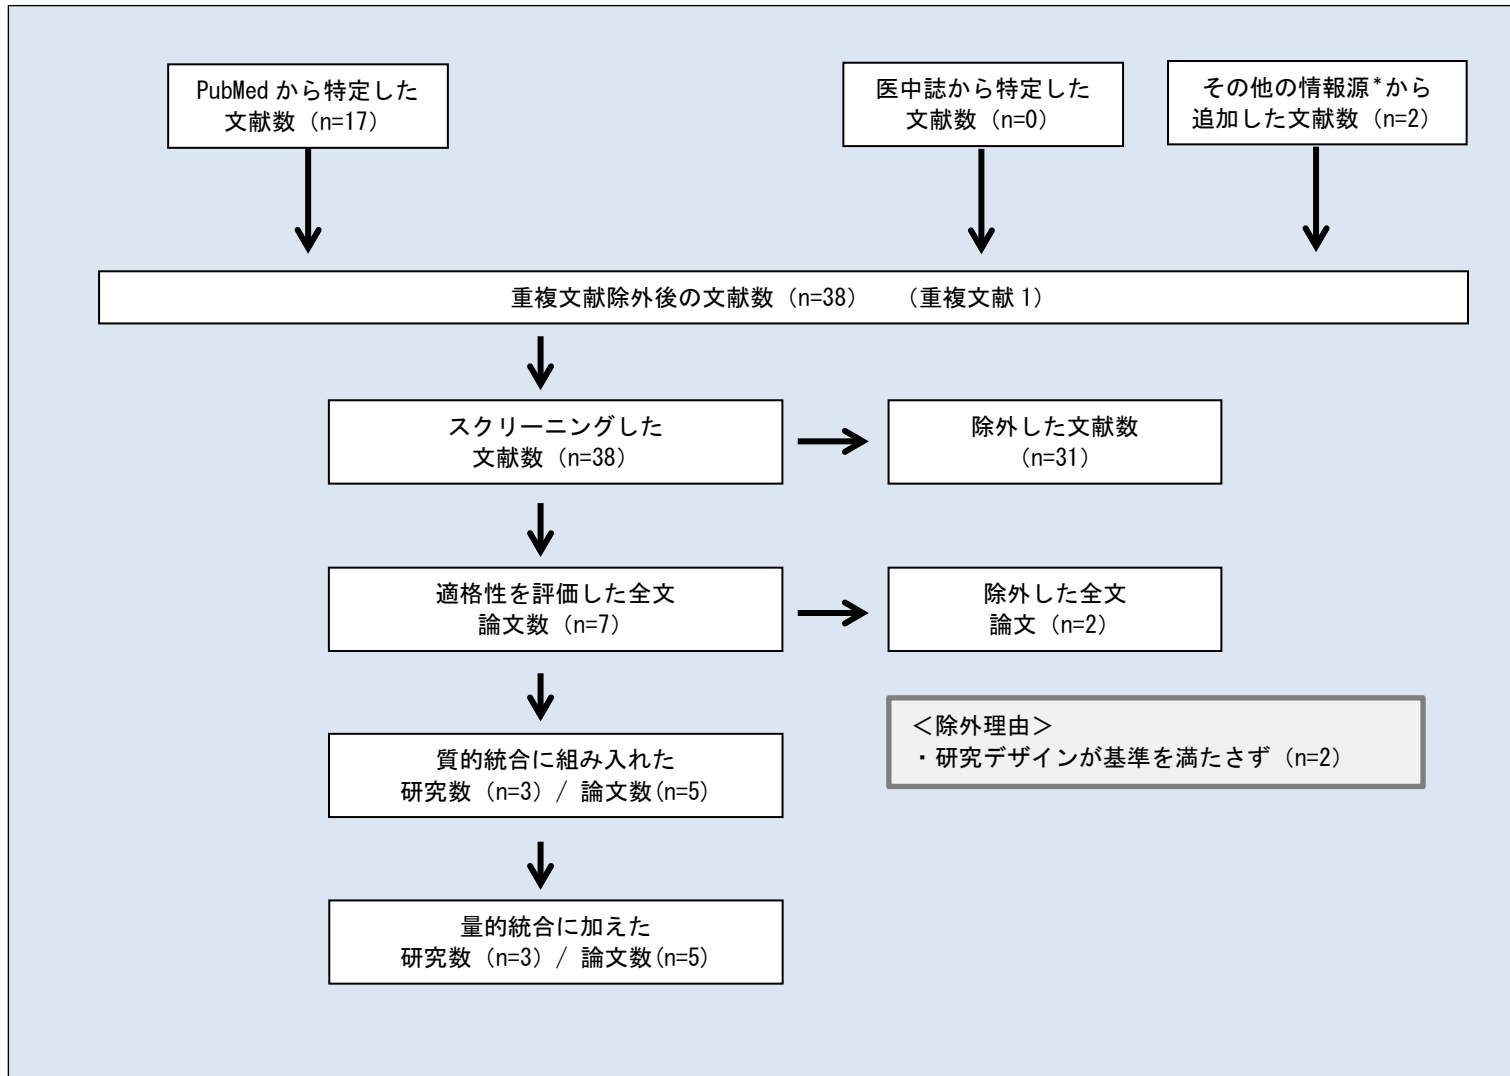 PubMed から特定した
文献数（n=17）
医中誌から特定した
文献数（n=0）
その他の情報源*から
追加した文献数（n=2）
重複文献除外後の文献数（n=38）　（重複文献 1）
スクリーニングした
文献数（n=38）
除外した文献数
（n=31）
適格性を評価した全文
論文数（n=7）
除外した全文
論文（n=2）
＜除外理由＞
・研究デザインが基準を満たさず（n=2）
質的統合に組み入れた
研究数（n=3）/ 論文数(n=5)
量的統合に加えた
研究数（n=3）/ 論文数(n=5)